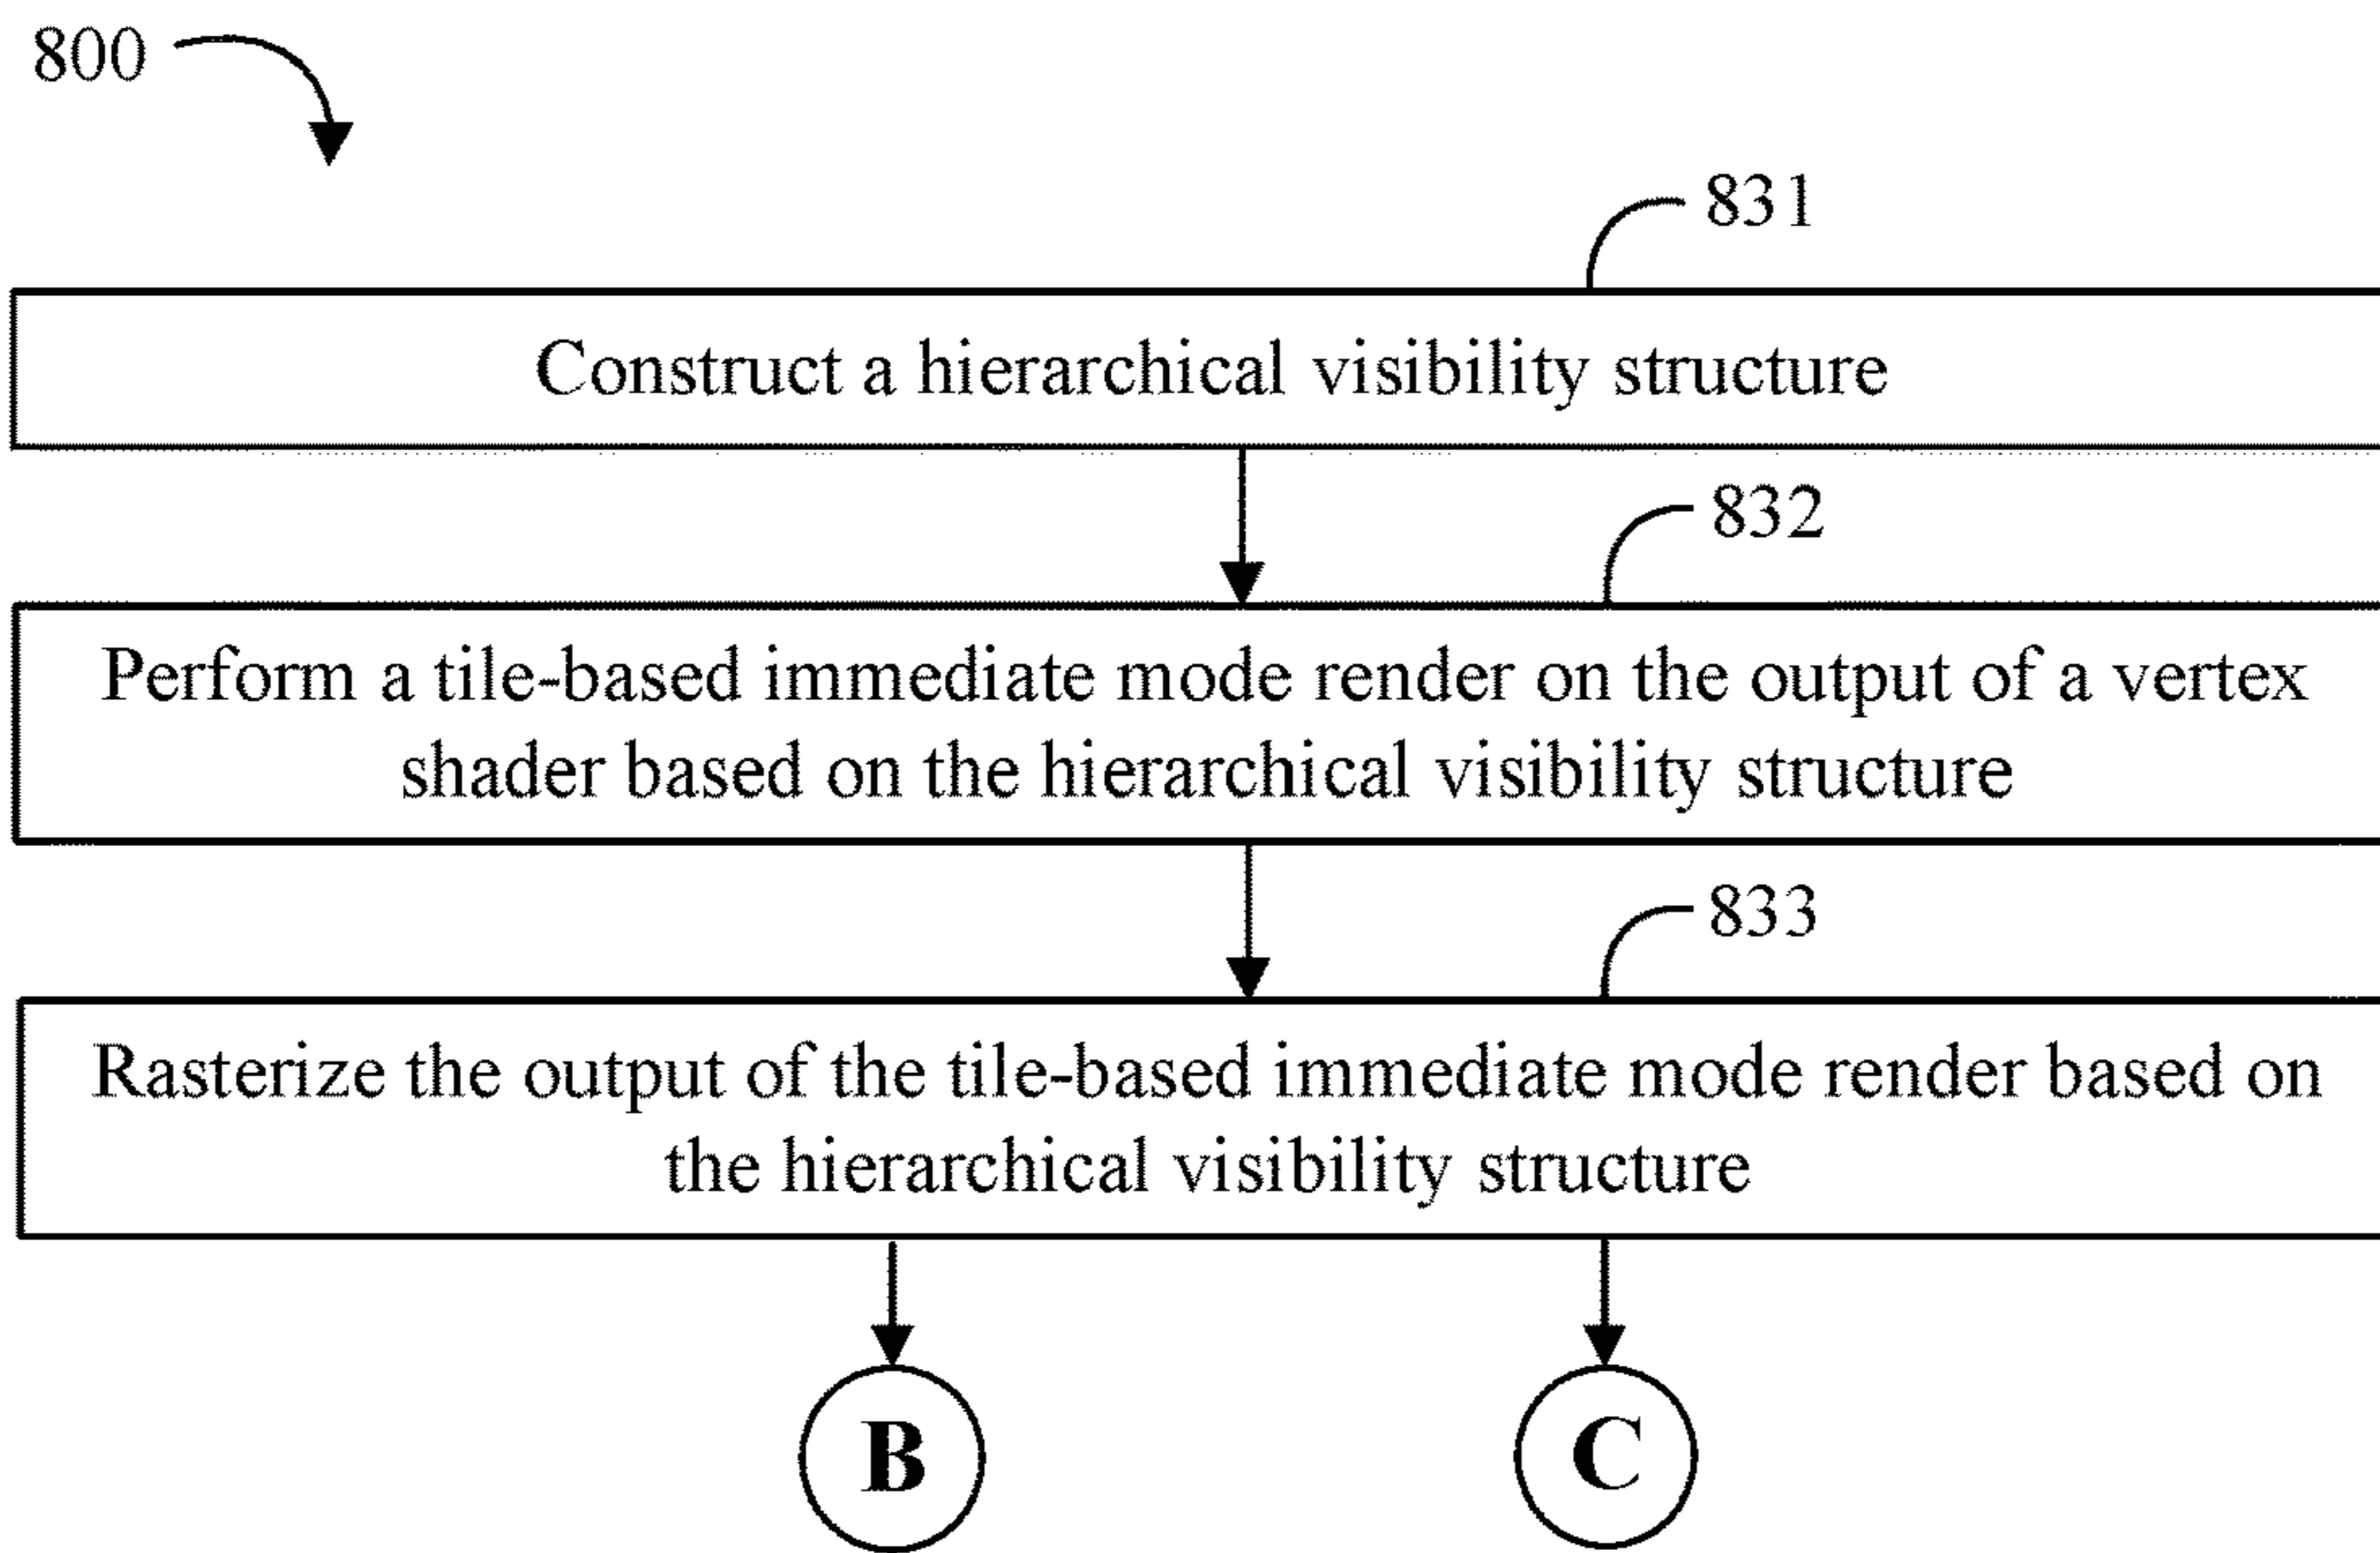 800
831
Construct a hierarchical visibility structure
832
Perform a tile-based immediate mode render on the output of a vertex
shader based on the hierarchical visibility structure
833
Rasterize the output of the tile-based immediate mode render based on
the hierarchical visibility structure
B
C